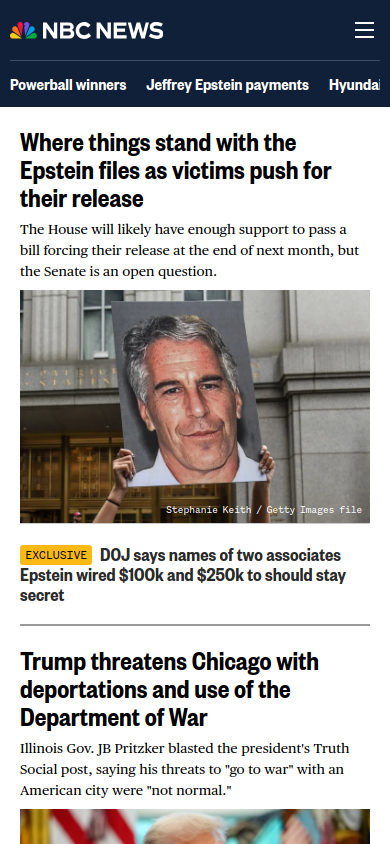 NBC NEWS
Powerball winners Jeffrey Epstein payments Hyundai
Where things stand with the
Epstein files as victims push for
their release
The House will likely have enough support to pass a
bill forcing their release at the end of next month, but
the Senate is an open question.
Stephanie Keith / Getty Images file
EXCLUSIVE DOJ says names of two associates
Epstein wired $100k and $250k to should stay
secret
Trump threatens Chicago with
deportations and use of the
Department of War
Illinois Gov. JB Pritzker blasted the president's Truth
Social post, saying his threats to "go to war" with an
American city were "not normal."